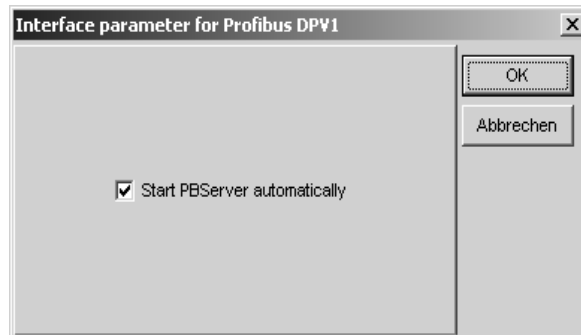 Interface parameter for Profibus DPV1
OK
Abbrechen
Start PBServer automatically